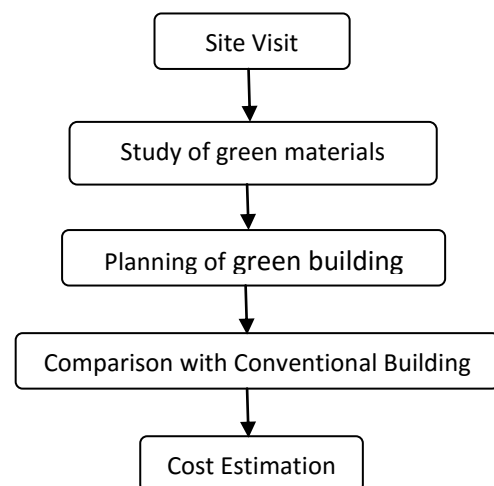 Site Visit
Study of green materials
Planning of green building
Comparison with Conventional Building
Cost Estimation